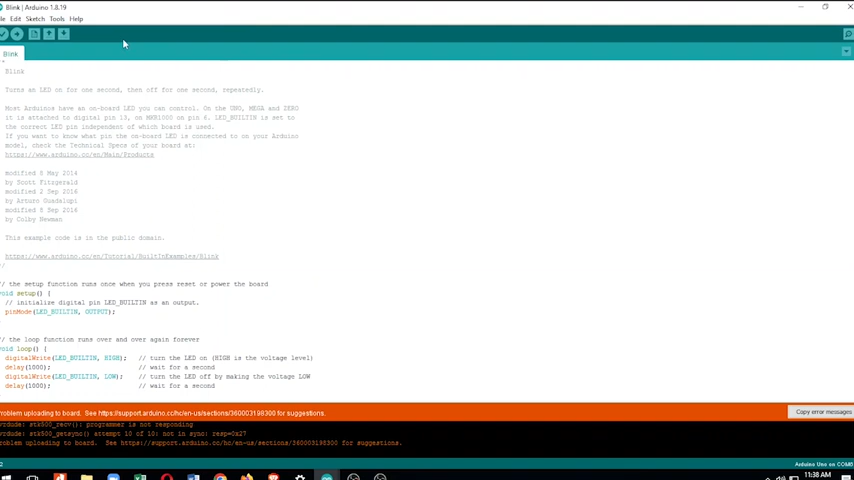 Blink | Arduino 1.8.19
Edit Sketch Tools Help
Blink
Blink
Turns an LED on for one second, then off for one second, repeatedly.
Most Arduinos have an on-board LED you can control. On the UNO, MEGA and ZERO
it is attached to digital pin 13, on MKR1000 on pin 6. LED_BUILTIN is set to
the correct LED pin independent of which board is used.
If you want to know what pin the on-board LED is connected to on your Arduino
model, check the Technical Specs of your board at:
https://www.arduino.cc/en/Main/Products
modified 8 May 2014
by Scott Fitzgerald
modified 2 Sep 2016
by Arturo Guadalupi
modified 8 Sep 2016
by Colby Newman
This example code is in the public domain.
https://www.arduino.cc/en/Tutorial/BuiltInExamples/Blink
*/
// the setup function runs once when you press reset or power the board
void setup() {
// initialize digital pin LED_BUILTIN as an output.
pinMode(LED_BUILTIN, OUTPUT);
// the loop function runs over and over again forever
void loop() {
digitalWrite(LED_BUILTIN, HIGH); // turn the LED on (HIGH is the voltage level)
delay(1000); // wait for a second
digitalWrite(LED_BUILTIN, LOW); // turn the LED off by making the voltage LOW
delay(1000); // wait for a second
roblem uploading to board. See https://support.arduino.cc/hc/en-us/sections/360003198300 for suggestions.
Copy error messages
vrdude: stk500_recv(): programmer is not responding
vrdude: stk500_getsync() attempt 10 of 10: not in sync: resp=0x27
roblem uploading to board. See https://support.arduino.cc/hc/en-us/sections/360003198300 for suggestions.
2
Arduino Uno on COM8
11:38 AM